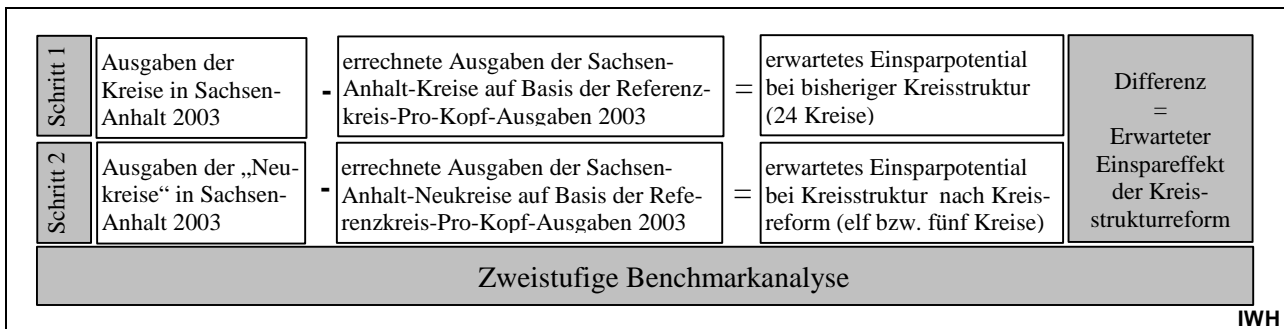 Schritt 1
Ausgaben der
Kreise in Sachsen-
Anhalt 2003
-
errechnete Ausgaben der Sachsen-
Anhalt-Kreise auf Basis der Referenz-
kreis-Pro-Kopf-Ausgaben 2003
=
erwartetes Einsparpotential
bei bisheriger Kreisstruktur
(24 Kreise)
Schritt 2
Ausgaben der „Neu-
kreise“ in Sachsen-
Anhalt 2003
-
errechnete Ausgaben der Sachsen-
Anhalt-Neukreise auf Basis der Refe-
renzkreis-Pro-Kopf-Ausgaben 2003
=
erwartetes Einsparpotential
bei Kreisstruktur nach Kreis-
reform (elf bzw. fünf Kreise)
Differenz
=
Erwarteter
Einspareffekt
der Kreis-
strukturreform
Zweistufige Benchmarkanalyse
IWH